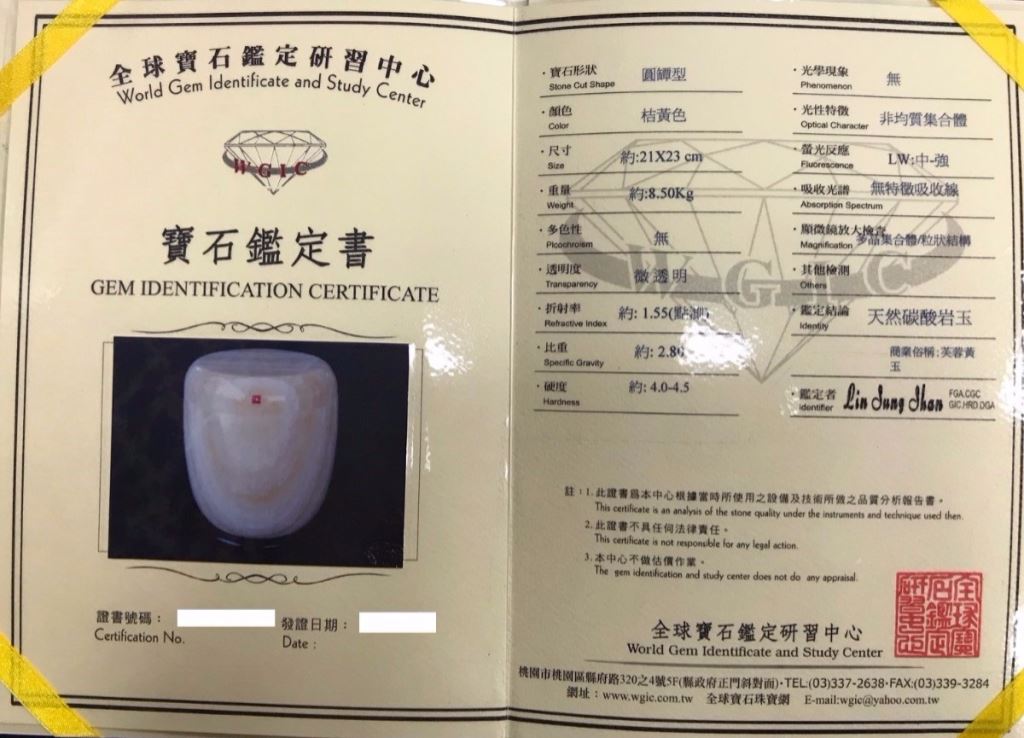 全球寶石鑑定研習中心
World Gem Identificate and Study Center
WGIC
寶石鑑定書
GEM IDENTIFICATION CERTIFICATE
證書號碼：
Certification No.
發證日期：
Date :
・寶石形狀 圓罈型
Stone Cut Shape
・顏色 桔黃色
Color
・尺寸 約:21X23 cm
Size
・重量 約:8.50Kg
Weight
・多色性 無
Plcochroism
・透明度 微透明
Transparency
・折射率 約: 1.55(點測)
Refractive Index
・比重 約: 2.80
Specific Gravity
・硬度 約: 4.0-4.5
Hardness
・光學現象 無
Phenomenon
・光性特徵 非均質集合體
Optical Character
・螢光反應 LW:中-強
Fluorescence
・吸收光譜 無特徵吸收線
Absorption Spectrum
・顯微鏡放大檢查
Magnification 多晶集合體/粒狀結構
・其他檢測
Others
・鑑定結論 天然碳酸岩玉
Identity
商業俗稱:芙蓉黃
玉
・鑑定者 Lin Jung Jhan FGA.CGC
Identifier GIC.HRD.DGA
WGIC
註：1. 此證書為本中心根據當時所使用之設備及技術所做之品質分析報告書。
This certificate is an analysis of the stone quality under the instruments and technique used then.
2. 此證書不具任何法律責任。
This certificate is not responsible for any legal action.
3. 本中心不做估價作業。
The gem identification and study center does not do any appraisal.
全球寶石鑑定研習中心
World Gem Identificate and Study Center
全球寶石鑑定研習中心
桃園市桃園區縣府路320之4號5F(縣政府正門斜對面)・TEL:(03)337-2638・FAX:(03)339-3284
網址：www.wgic.com.tw 全球寶石珠寶網 E-mail:wgic@yahoo.com.tw